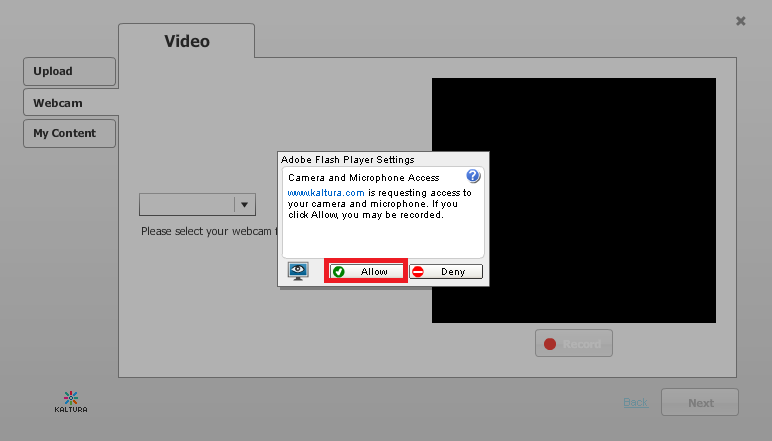 Video
Upload
Webcam
My Content
Adobe Flash Player Settings
Camera and Microphone Access
www.kaltura.com is requesting access to
your camera and microphone. If you
click Allow, you may be recorded.
?
Allow
Deny
Please select your webcam
Record
KALTURA
Back
Next